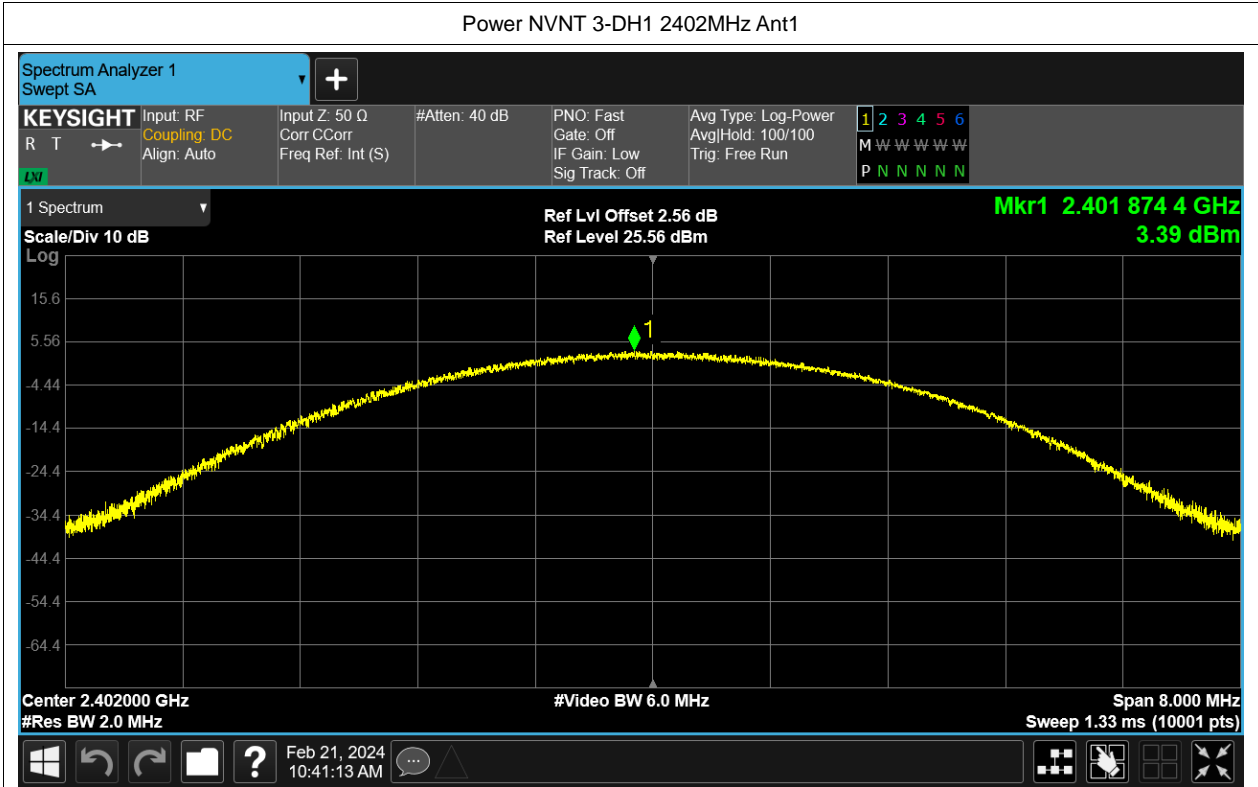 Power NVNT 3-DH1 2402MHz Ant1
Spectrum Analyzer 1
Swept SA
KEYSIGHT
R T
LXI
Input: RF
Coupling: DC
Align: Auto
Input Z: 50 Ω
Corr CCorr
Freq Ref: Int (S)
#Atten: 40 dB
PNO: Fast
Gate: Off
IF Gain: Low
Sig Track: Off
Avg Type: Log-Power
Avg|Hold: 100/100
Trig: Free Run
1 2 3 4 5 6
M W W W W W W
P N N N N N
1 Spectrum
Scale/Div 10 dB
Log
Ref Lvl Offset 2.56 dB
Ref Level 25.56 dBm
Mkr1 2.401 874 4 GHz
3.39 dBm
1
15.6
5.56
-4.44
-14.4
-24.4
-34.4
-44.4
-54.4
-64.4
Center 2.402000 GHz
#Res BW 2.0 MHz
#Video BW 6.0 MHz
Span 8.000 MHz
Sweep 1.33 ms (10001 pts)
?
Feb 21, 2024
10:41:13 AM